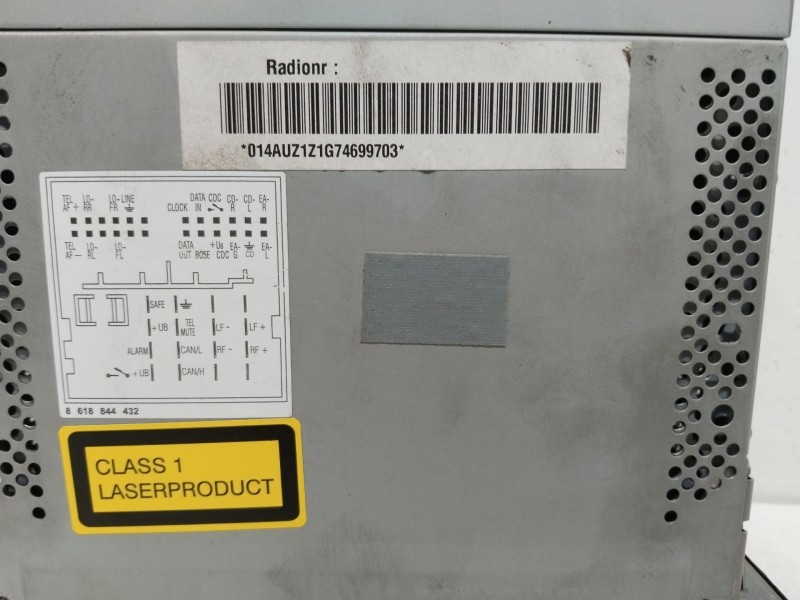 Radionr :
*014AUZ1Z1G74699703*
TEL LO- LO-LINE DATA CDC CD- CD- EA-
AF + RR FR CLOCK IN R L R
TEL LO- LO- DATA +Us EA- EA-
AF - RL FL OUT ROSE CDC G CD L
SAFE
+ UB TEL MUTE LF - LF +
ALARM CAN/L RF - RF +
+ UB CAN/H
8 618 844 432
CLASS 1
LASERPRODUCT